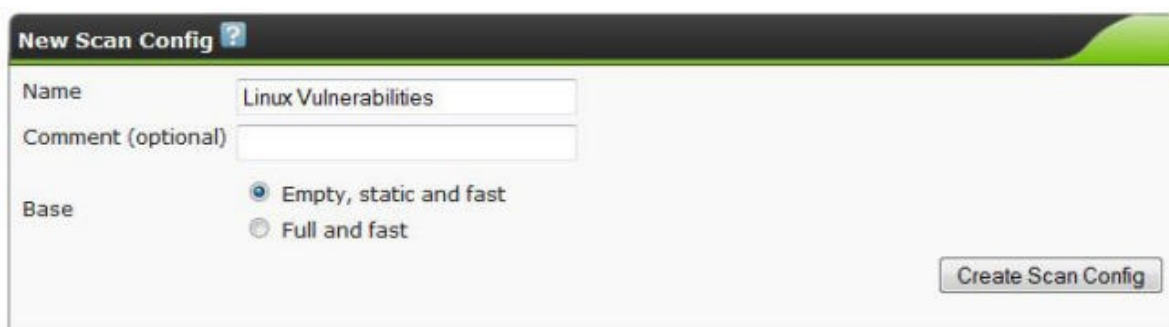 New Scan Config ?
Name Linux Vulnerabilities
Comment (optional)
Base
Empty, static and fast
Full and fast
Create Scan Config